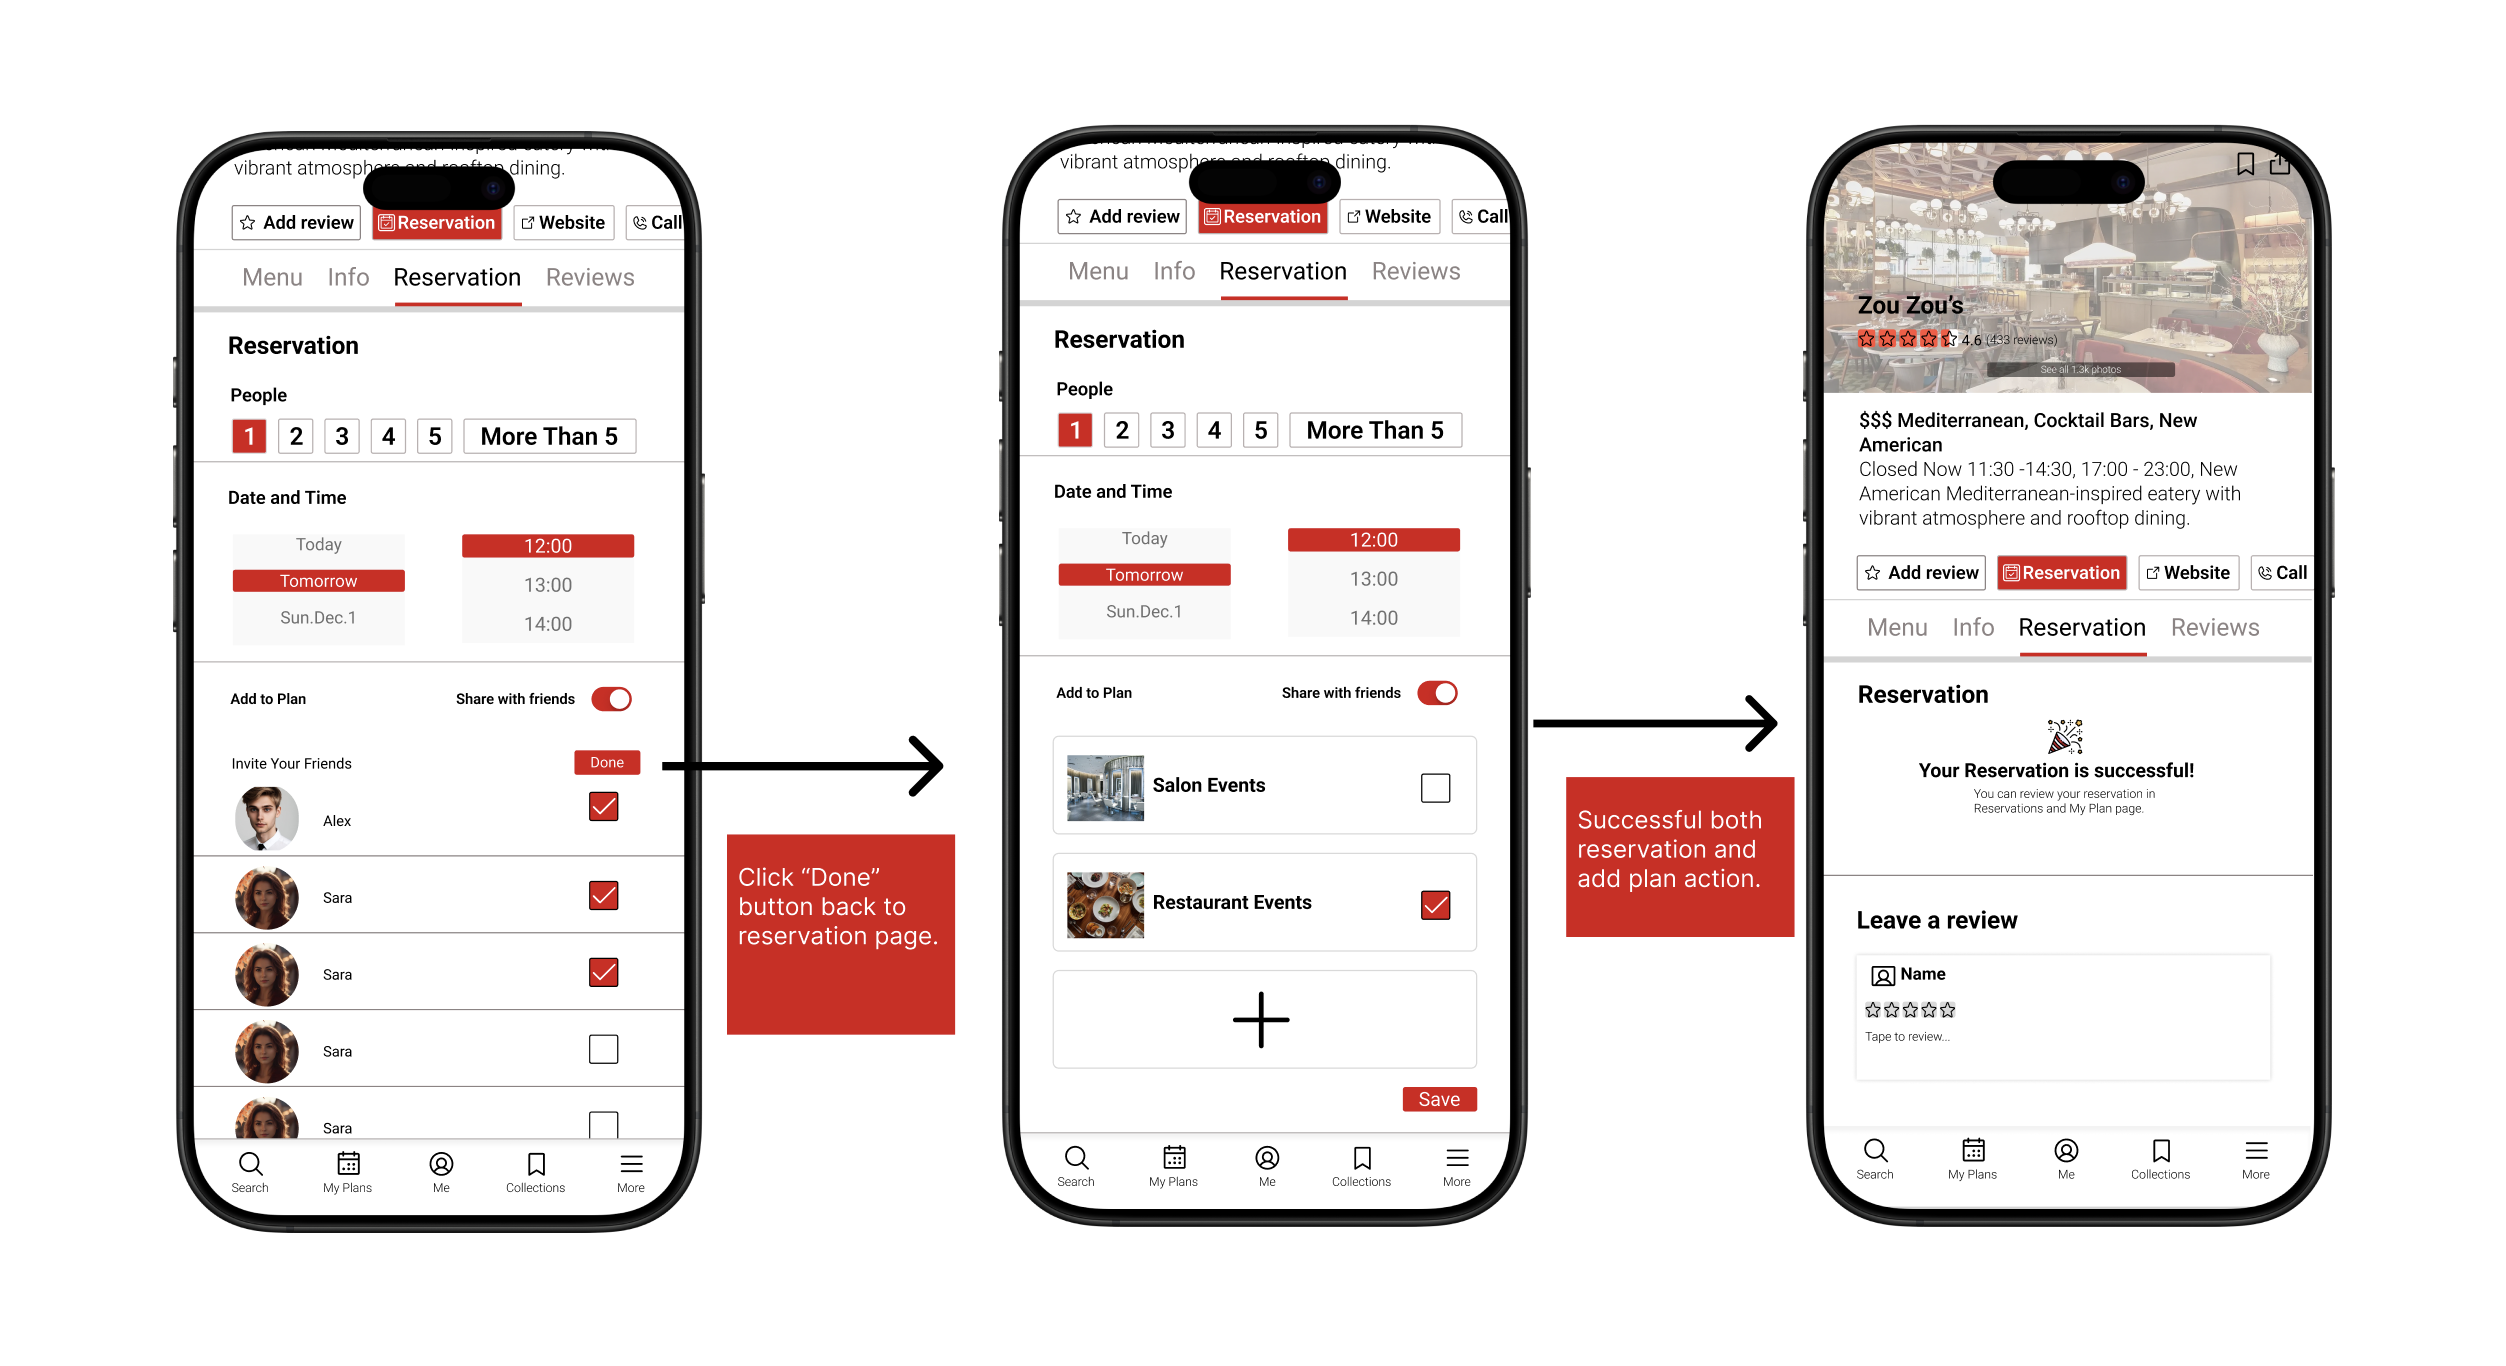 vibrant atmosphere and rooftop dining.
Add review
Reservation
Website
Call
Menu Info Reservation Reviews
Reservation
People
1 2 3 4 5 More Than 5
Date and Time
Today
Tomorrow
Sun.Dec.1
12:00
13:00
14:00
Add to Plan Share with friends
Invite Your Friends Done
Alex
Sara
Sara
Sara
Sara
Search My Plans Me Collections More
Click “Done”
button back to
reservation page.
vibrant atmosphere and rooftop dining.
Add review
Reservation
Website
Call
Menu Info Reservation Reviews
Reservation
People
1 2 3 4 5 More Than 5
Date and Time
Today
Tomorrow
Sun.Dec.1
12:00
13:00
14:00
Add to Plan Share with friends
Salon Events
Restaurant Events
Save
Search My Plans Me Collections More
Successful both
reservation and
add plan action.
Zou Zou’s
4.6 (433 reviews)
See all 1.3k photos
$$$ Mediterranean, Cocktail Bars, New
American
Closed Now 11:30 -14:30, 17:00 - 23:00, New
American Mediterranean-inspired eatery with
vibrant atmosphere and rooftop dining.
Add review
Reservation
Website
Call
Menu Info Reservation Reviews
Reservation
Your Reservation is successful!
You can review your reservation in
Reservations and My Plan page.
Leave a review
Name
Tape to review...
Search My Plans Me Collections More